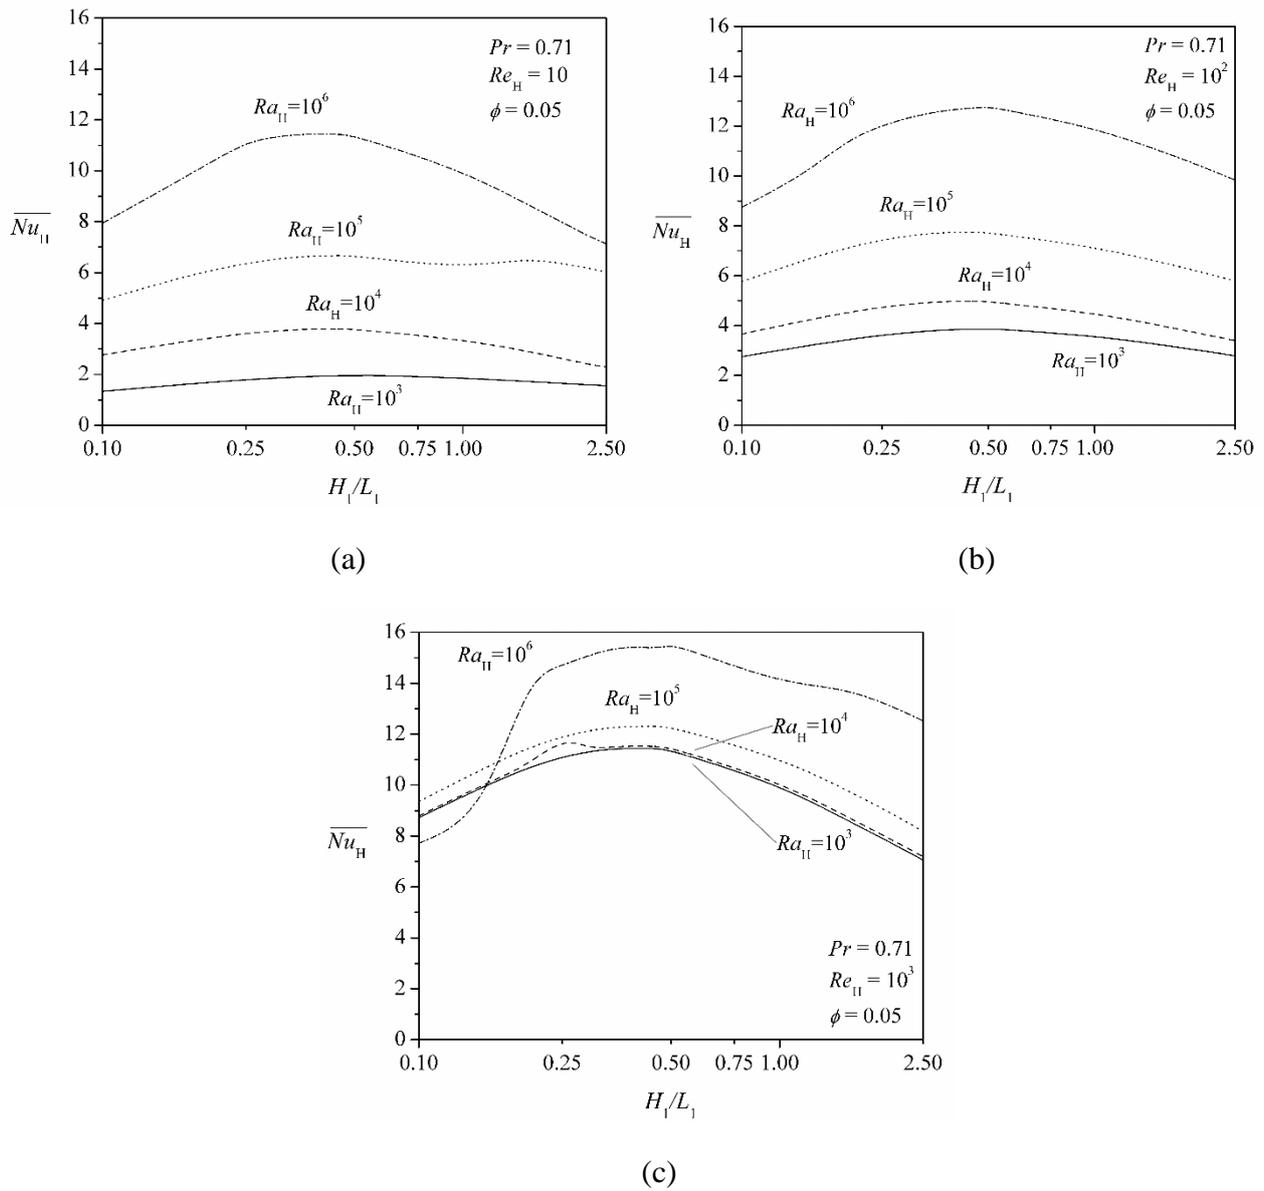 16
14
12
10
8
6
4
2
0
0.10 0.25 0.50 0.75 1.00 2.50
Nu_H
H_1/L_1
Pr = 0.71
Re_H = 10
ϕ = 0.05
Ra_H=10^6
Ra_H=10^5
Ra_H=10^4
Ra_H=10^3
(a)
16
14
12
10
8
6
4
2
0
0.10 0.25 0.50 0.75 1.00 2.50
Nu_H
H_1/L_1
Pr = 0.71
Re_H = 10^2
ϕ = 0.05
Ra_H=10^6
Ra_H=10^5
Ra_H=10^4
Ra_H=10^3
(b)
16
14
12
10
8
6
4
2
0
0.10 0.25 0.50 0.75 1.00 2.50
Nu_H
H_1/L_1
Ra_H=10^6
Ra_H=10^5
Ra_H=10^4
Ra_H=10^3
Pr = 0.71
Re_H = 10^3
ϕ = 0.05
(c)